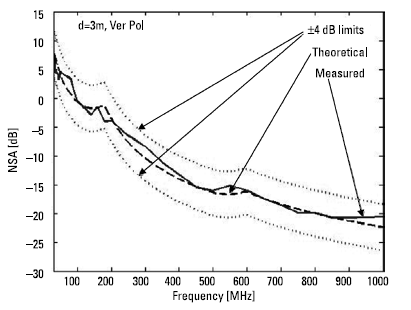 15
d=3m, Ver Pol
10
±4 dB limits
5
Theoretical
Measured
0
−5
NSA [dB]
−10
−15
−20
−25
−30
100 200 300 400 500 600 700 800 900 1000
Frequency [MHz]